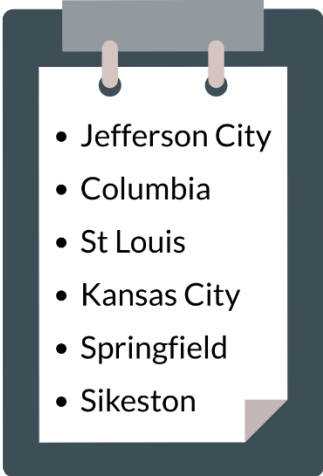 • Jefferson City
• Columbia
• St Louis
• Kansas City
• Springfield
• Sikeston